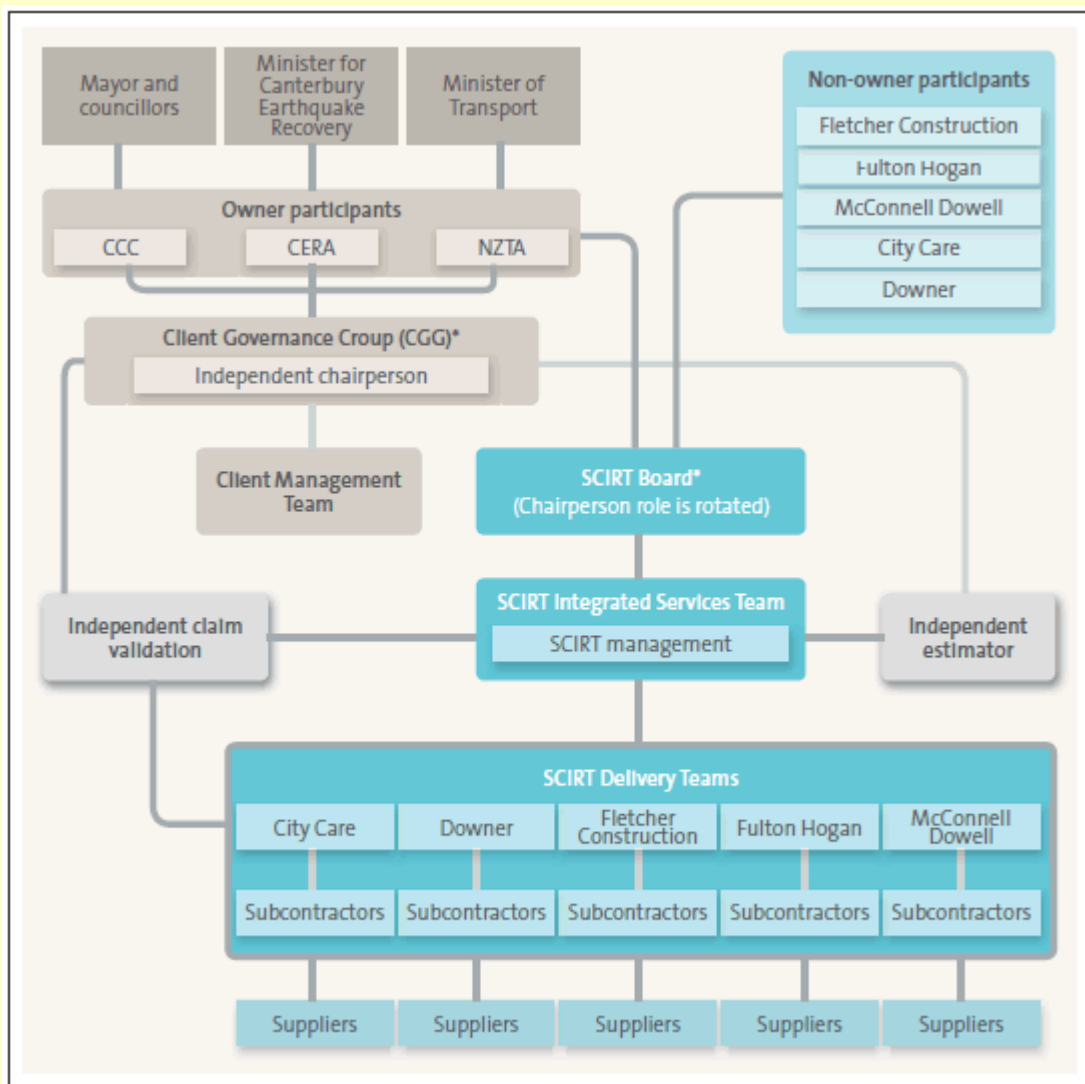 Mayor and
councillors
Minister for
Canterbury
Earthquake
Recovery
Minister of
Transport
Non-owner participants
Fletcher Construction
Fulton Hogan
McConnell Dowell
City Care
Downer
Owner participants
CCC
CERA
NZTA
Client Governance Croup (CGG)*
Independent chairperson
Client Management
Team
SCIRT Board*
(Chairperson role is rotated)
SCIRT Integrated Services Team
SCIRT management
Independent claim
validation
Independent
estimator
SCIRT Delivery Teams
City Care
Downer
Fletcher
Construction
Fulton Hogan
McConnell
Dowell
Subcontractors
Subcontractors
Subcontractors
Subcontractors
Subcontractors
Suppliers
Suppliers
Suppliers
Suppliers
Suppliers